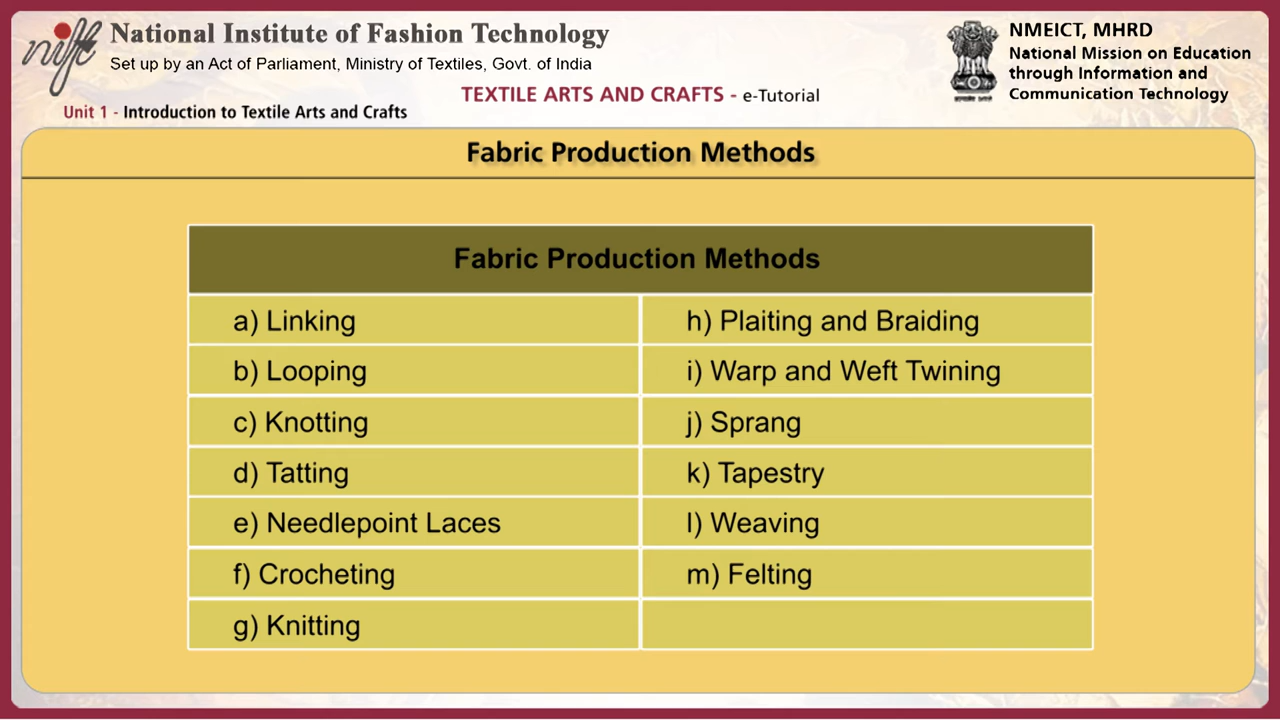 nift
National Institute of Fashion Technology
Set up by an Act of Parliament, Ministry of Textiles, Govt. of India
NMEICT, MHRD
National Mission on Education
through Information and
Communication Technology
TEXTILE ARTS AND CRAFTS - e-Tutorial
Unit 1 - Introduction to Textile Arts and Crafts
Fabric Production Methods
Fabric Production Methods
a) Linking
b) Looping
c) Knotting
d) Tatting
e) Needlepoint Laces
f) Crocheting
g) Knitting
h) Plaiting and Braiding
i) Warp and Weft Twining
j) Sprang
k) Tapestry
l) Weaving
m) Felting